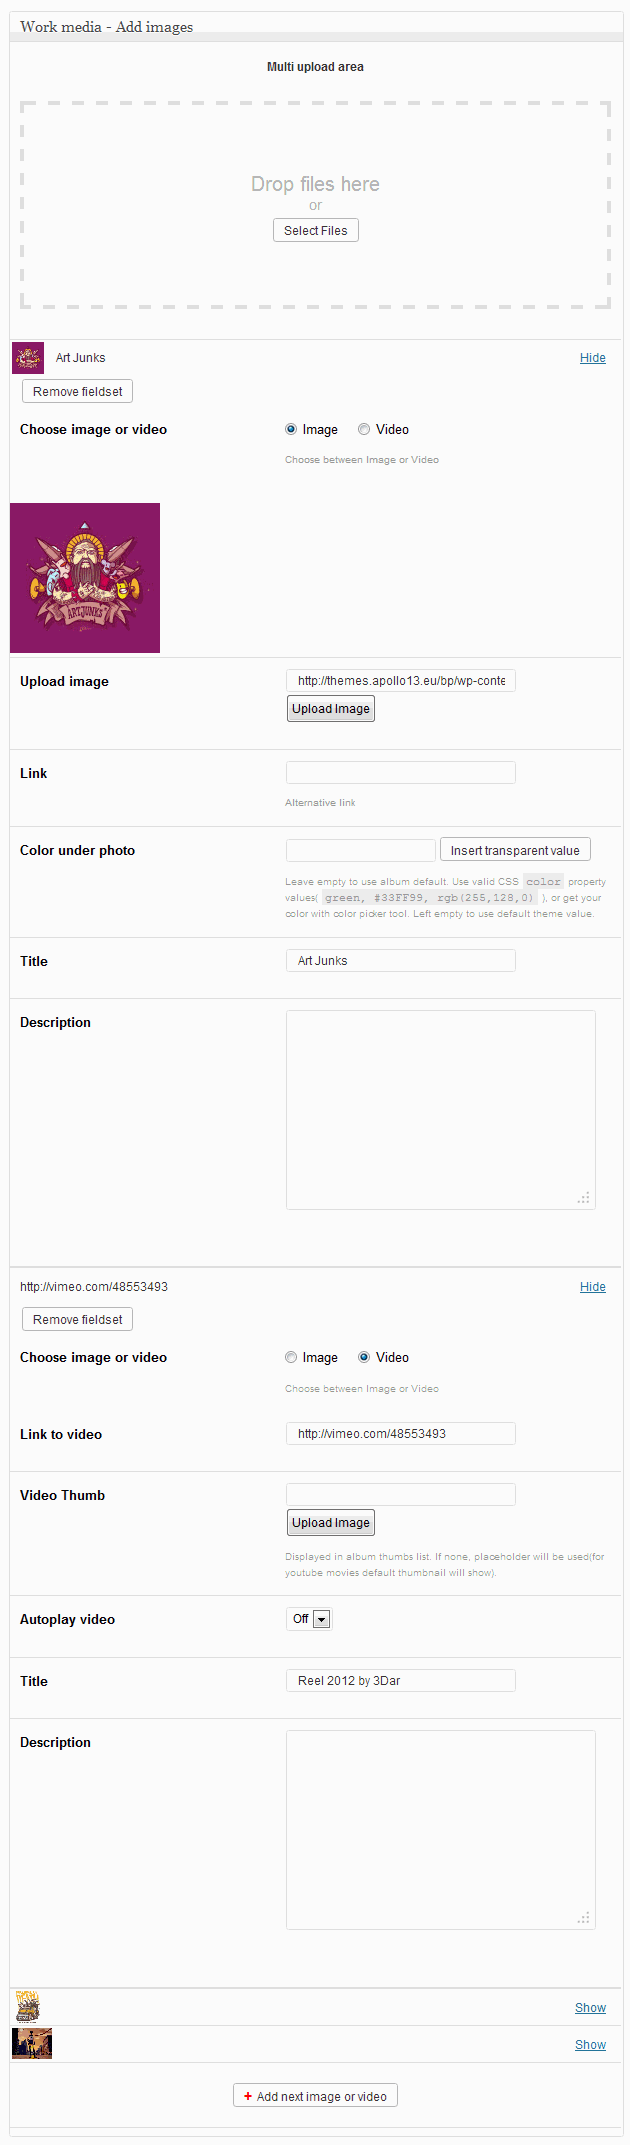 Work media - Add images
Multi upload area
Drop files here
or
Select Files
Art Junks
Hide
Remove fieldset
Choose image or video
Image
Video
Choose between Image or Video
ARTJUNKS
Upload image
http://themes.apollo13.eu/bp/wp-conte
Upload Image
Link
Alternative link
Color under photo
Insert transparent value
Leave empty to use album default. Use valid CSS color property
values( green, #33FF99, rgb(255,128,0) ), or get your
color with color picker tool. Left empty to use default theme value.
Title
Art Junks
Description
http://vimeo.com/48553493
Hide
Remove fieldset
Choose image or video
Image
Video
Choose between Image or Video
Link to video
http://vimeo.com/48553493
Video Thumb
Upload Image
Displayed in album thumbs list. If none, placeholder will be used(for
youtube movies default thumbnail will show).
Autoplay video
Off
Title
Reel 2012 by 3Dar
Description
Show
Show
+ Add next image or video